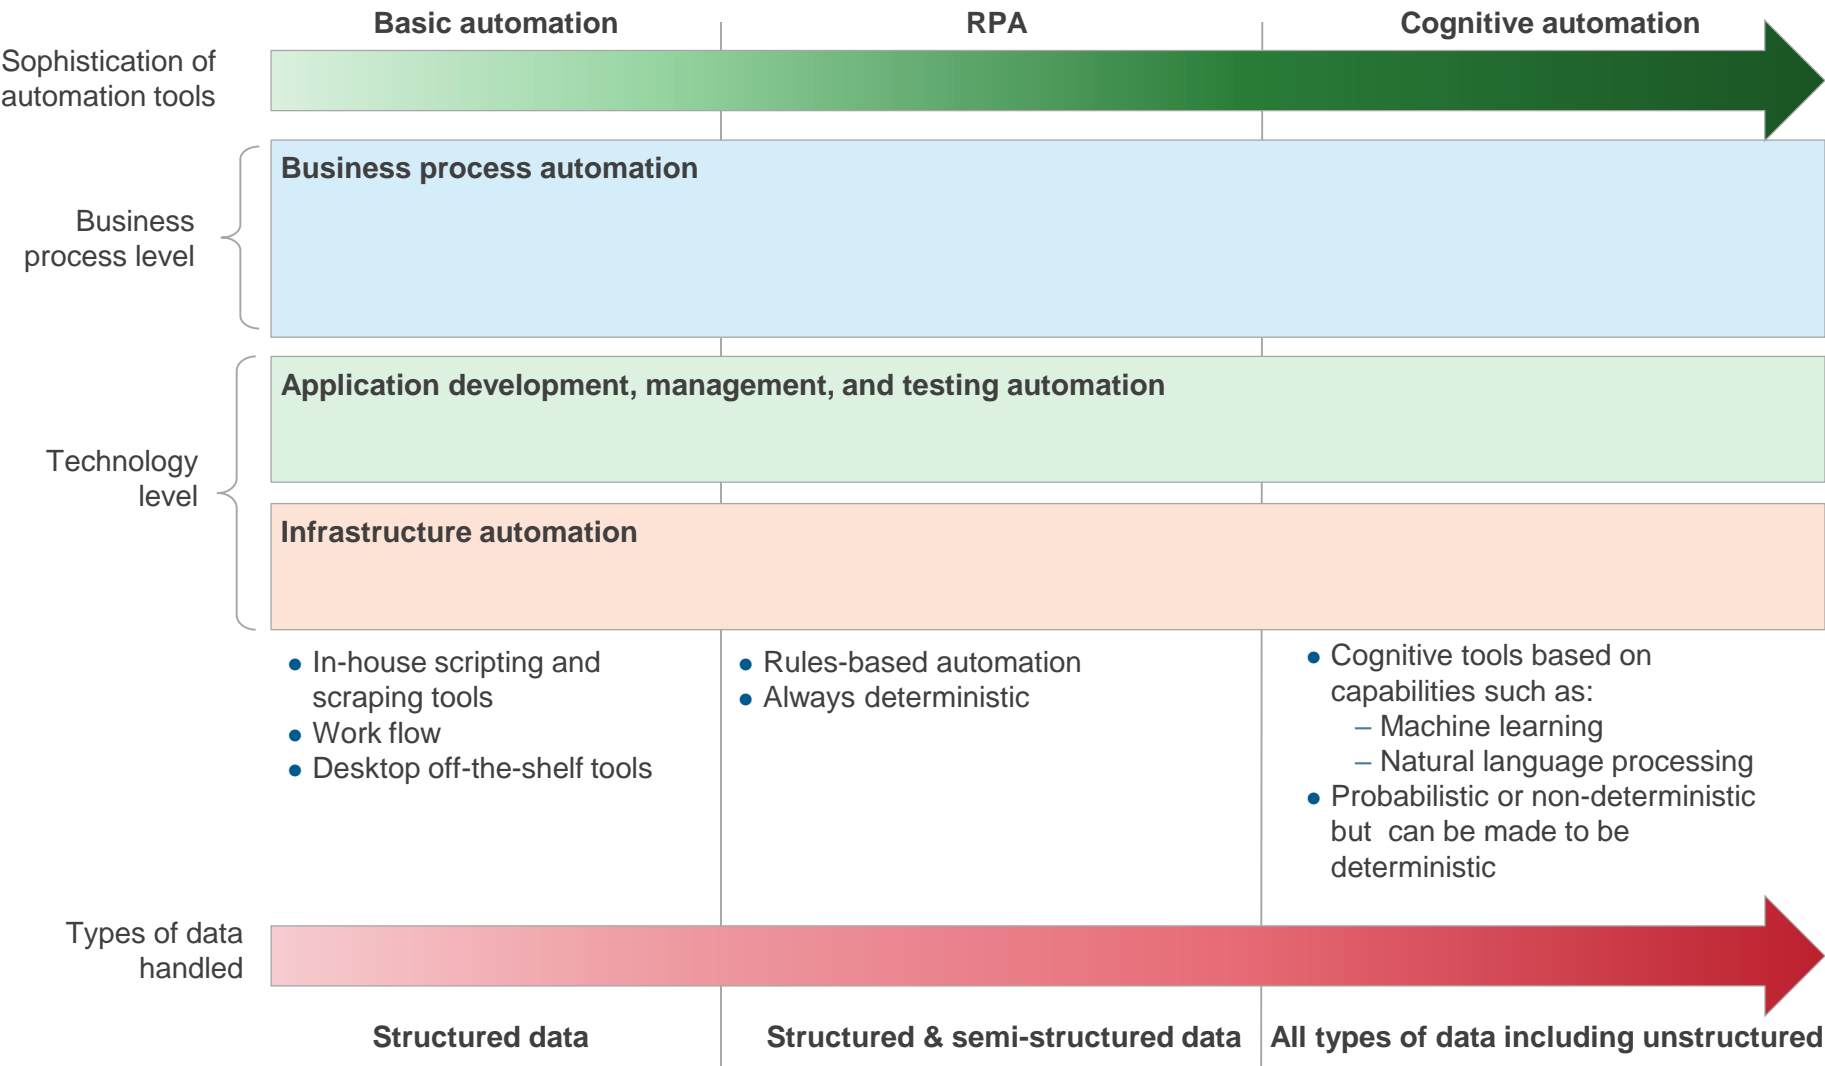 Basic automation
RPA
Cognitive automation
Sophistication of
automation tools
Business process automation
Business
process level
Application development, management, and testing automation
Technology
level
Infrastructure automation
● In-house scripting and
scraping tools
● Work flow
● Desktop off-the-shelf tools
● Rules-based automation
● Always deterministic
● Cognitive tools based on
capabilities such as:
– Machine learning
– Natural language processing
● Probabilistic or non-deterministic
but  can be made to be
deterministic
Types of data
handled
Structured data
Structured & semi-structured data
All types of data including unstructured